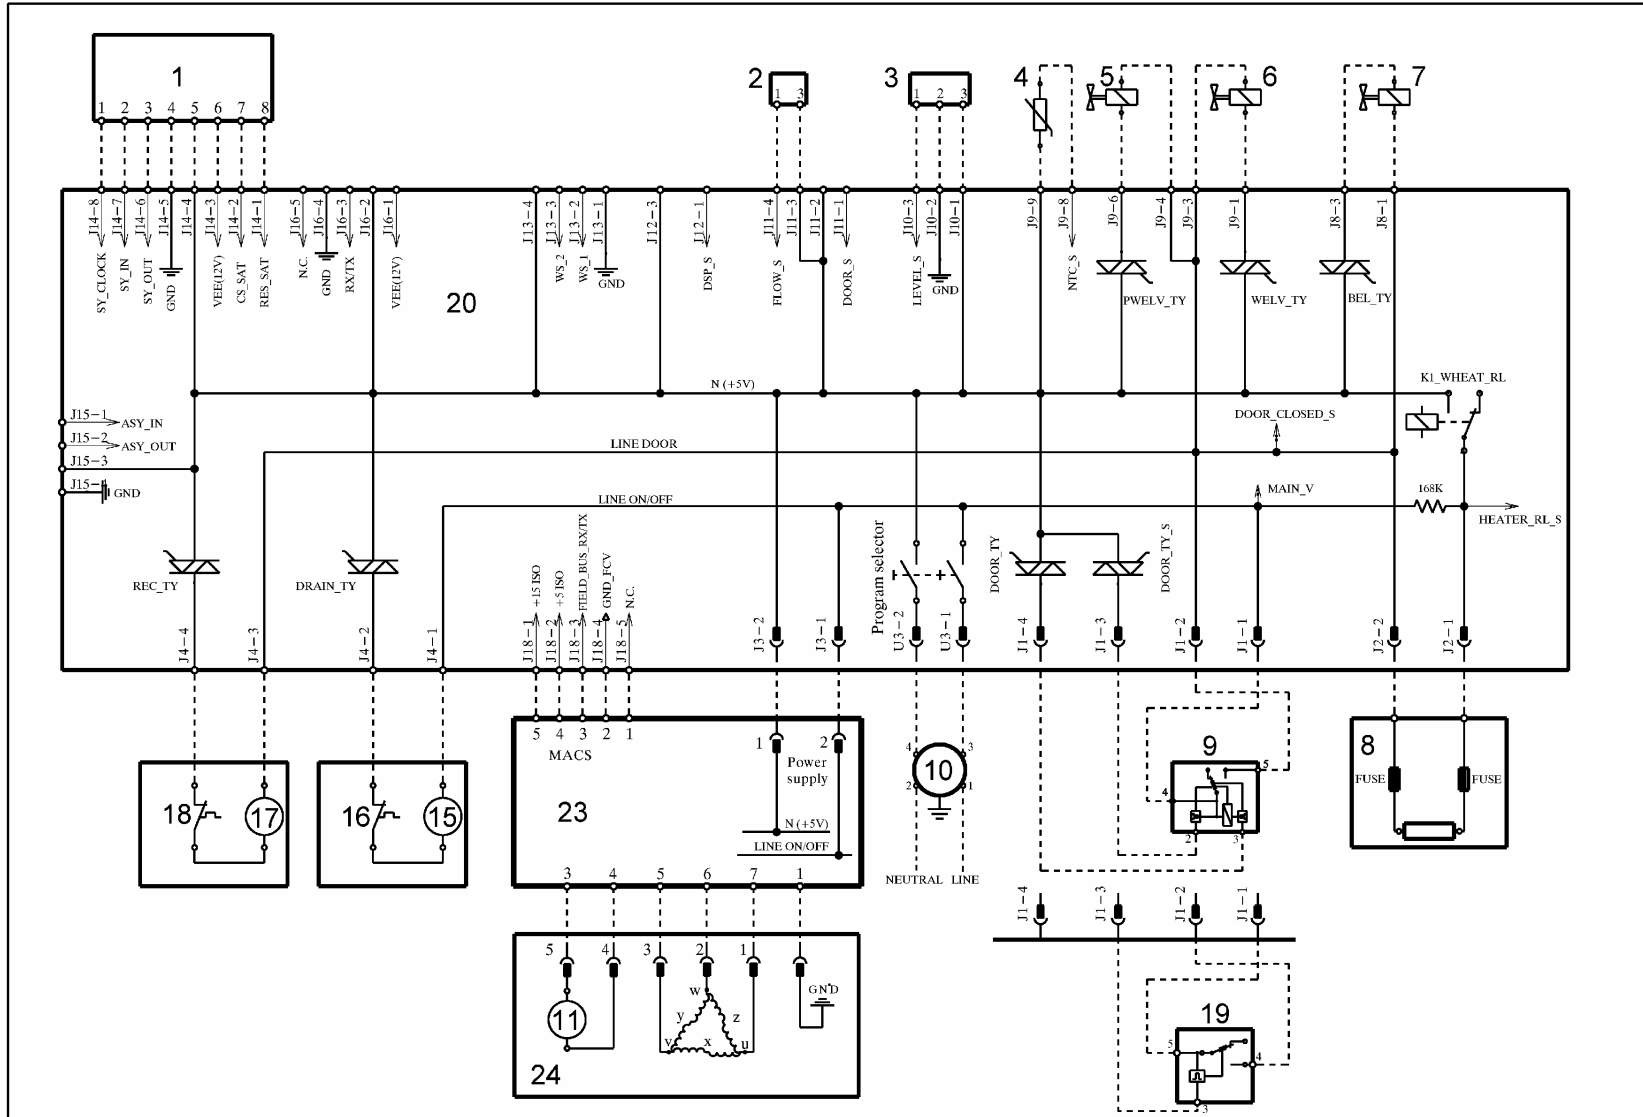 1
2
3
4
5
6
7
1 2 3 4 5 6 7 8
1 3
1 2 3
J14-8
J14-7
J14-6
J14-5
J14-4
J14-3
J14-2
J14-1
J16-5
J16-4
J16-3
J16-2
J16-1
J13-4
J13-3
J13-2
J13-1
J12-3
J12-1
J11-4
J11-3
J11-2
J11-1
J10-3
J10-2
J10-1
J9-9
J9-8
J9-6
J9-4
J9-3
J9-1
J8-3
J8-1
SY_CLOCK
SY_IN
SY_OUT
GND
VEE(12V)
CS_SAT
RES_SAT
N.C.
GND
RX/TX
VEE(12V)
WS_2
WS_1
GND
DSP_S
FLOW_S
DOOR_S
LEVEL_S
GND
NTC_S
PWELV_TY
WELV_TY
BEL_TY
20
N (+5V)
K1_WHEAT_RL
J15-1
ASY_IN
J15-2
ASY_OUT
J15-3
GND
DOOR_CLOSED_S
LINE DOOR
LINE ON/OFF
MAIN_V
168K
HEATER_RL_S
REC_TY
DRAIN_TY
+15 ISO
+5 ISO
FIELD_BUS_RX/TX
GND_FCV
N.C.
Program selector
DOOR_TY
DOOR_TY_S
J4-4
J4-3
J4-2
J4-1
J18-1
J18-2
J18-3
J18-4
J18-5
J3-2
J3-1
U3-2
U3-1
J1-4
J1-3
J1-2
J1-1
J2-2
J2-1
5 4 3 2 1
MACS
1 2
Power
supply
23
N (+5V)
LINE ON/OFF
3 4 5 6 7 1
18
17
16
15
4 3
10
2 1
NEUTRAL LINE
9
5
4
2 3
8
FUSE FUSE
J1-4
J1-3
J1-2
J1-1
5 4 3 2 1
11
w
y z
v x u
GND
24
19
5
4
3